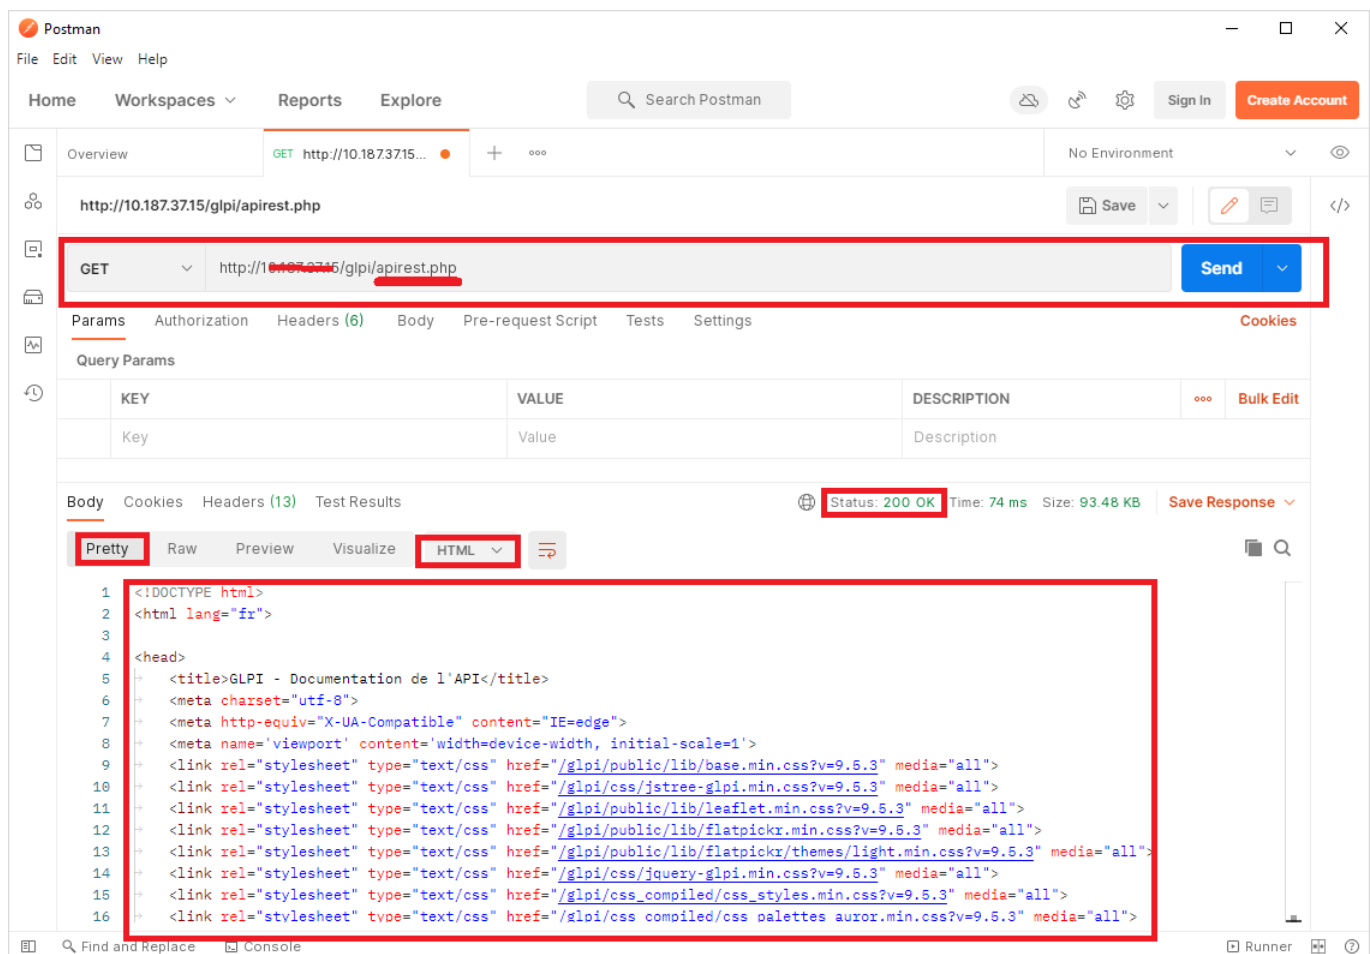 Postman
File Edit View Help
Home Workspaces Reports Explore Search Postman Sign In Create Account
Overview GET http://10.187.37.15... No Environment
http://10.187.37.15/glpi/apirest.php Save
GET http://10.187.37.15/glpi/apirest.php Send
Params Authorization Headers (6) Body Pre-request Script Tests Settings Cookies
Query Params
KEY VALUE DESCRIPTION Bulk Edit
Key Value Description
Body Cookies Headers (13) Test Results Status: 200 OK Time: 74 ms Size: 93.48 KB Save Response
Pretty Raw Preview Visualize HTML
1 <!DOCTYPE html>
2 <html lang="fr">
3
4 <head>
5 <title>GLPI - Documentation de l'API</title>
6 <meta charset="utf-8">
7 <meta http-equiv="X-UA-Compatible" content="IE=edge">
8 <meta name='viewport' content='width=device-width, initial-scale=1'>
9 <link rel="stylesheet" type="text/css" href="/glpi/public/lib/base.min.css?v=9.5.3" media="all">
10 <link rel="stylesheet" type="text/css" href="/glpi/css/jstree-glpi.min.css?v=9.5.3" media="all">
11 <link rel="stylesheet" type="text/css" href="/glpi/public/lib/leaflet.min.css?v=9.5.3" media="all">
12 <link rel="stylesheet" type="text/css" href="/glpi/public/lib/flatpickr.min.css?v=9.5.3" media="all">
13 <link rel="stylesheet" type="text/css" href="/glpi/public/lib/flatpickr/themes/light.min.css?v=9.5.3" media="all">
14 <link rel="stylesheet" type="text/css" href="/glpi/css/jquery-glpi.min.css?v=9.5.3" media="all">
15 <link rel="stylesheet" type="text/css" href="/glpi/css_compiled/css_styles.min.css?v=9.5.3" media="all">
16 <link rel="stylesheet" type="text/css" href="/glpi/css_compiled/css_palettes_auror.min.css?v=9.5.3" media="all">
Find and Replace Console Runner